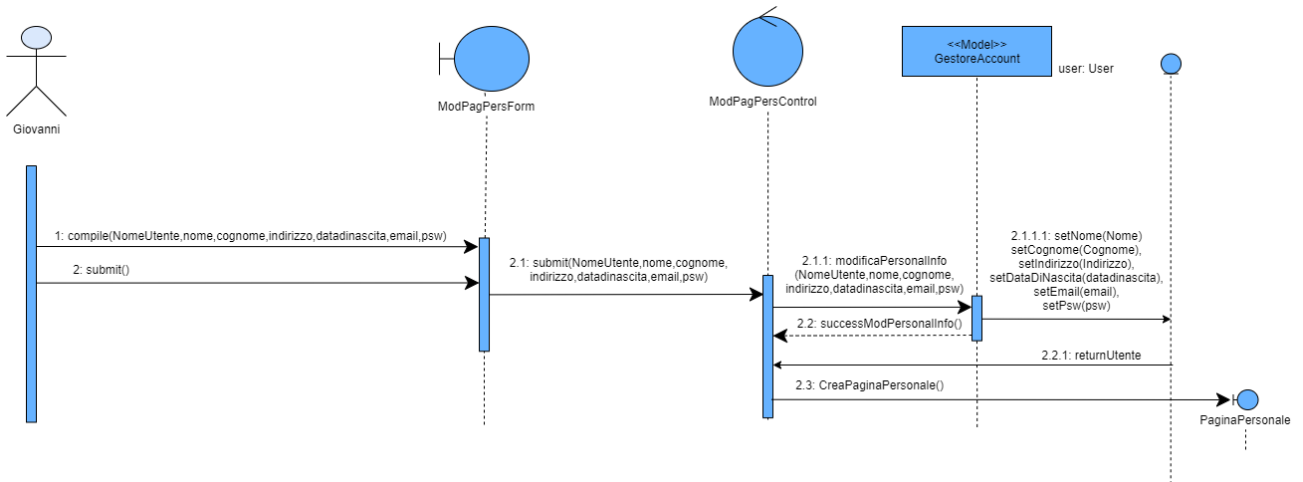 <<Model>>
GestoreAccount
user: User
ModPagPersForm
ModPagPersControl
Giovanni
1: compile(NomeUtente,nome,cognome,indirizzo,datadinascita,email,psw)
2: submit()
2.1: submit(NomeUtente,nome,cognome,
indirizzo,datadinascita,email,psw)
2.1.1: modificaPersonalInfo
(NomeUtente,nome,cognome,
indirizzo,datadinascita,email,psw)
2.1.1.1: setNome(Nome)
setCognome(Cognome),
setIndirizzo(Indirizzo),
setDataDiNascita(datadinascita),
setEmail(email),
setPsw(psw)
2.2: successModPersonalInfo()
2.2.1: returnUtente
2.3: CreaPaginaPersonale()
PaginaPersonale